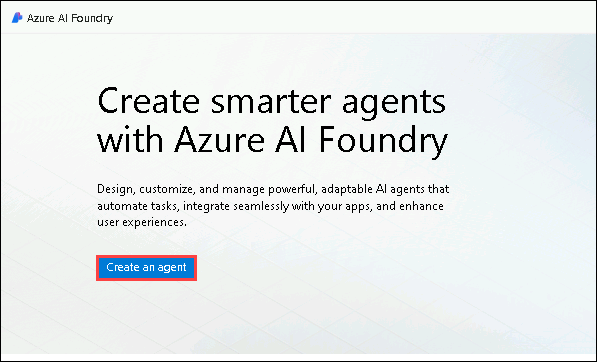 Azure AI Foundry
Create smarter agents
with Azure AI Foundry
Design, customize, and manage powerful, adaptable AI agents that
automate tasks, integrate seamlessly with your apps, and enhance
user experiences.
Create an agent